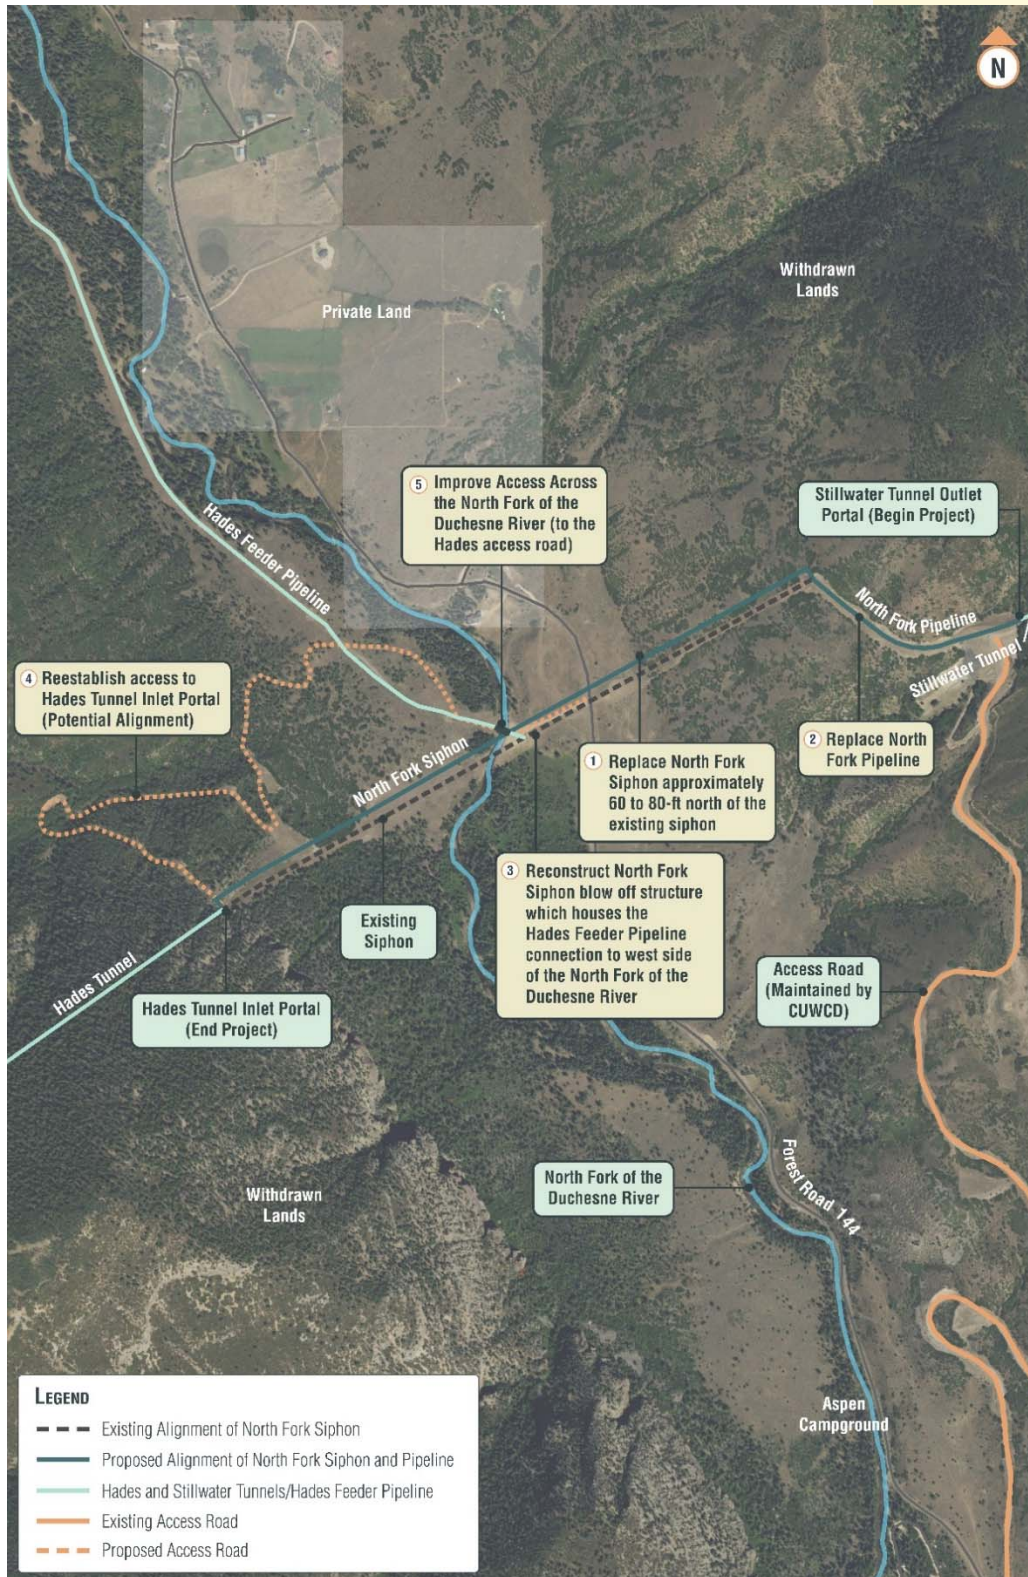 N
Withdrawn
Lands
Private Land
5 Improve Access Across
the North Fork of the
Duchesne River (to the
Hades access road)
Stillwater Tunnel Outlet
Portal (Begin Project)
Hades Feeder Pipeline
North Fork Pipeline
Stillwater Tunnel
4 Reestablish access to
Hades Tunnel Inlet Portal
(Potential Alignment)
North Fork Siphon
2 Replace North
Fork Pipeline
1 Replace North Fork
Siphon approximately
60 to 80-ft north of the
existing siphon
3 Reconstruct North Fork
Siphon blow off structure
which houses the
Hades Feeder Pipeline
connection to west side
of the North Fork of the
Duchesne River
Existing
Siphon
Hades Tunnel
Hades Tunnel Inlet Portal
(End Project)
Access Road
(Maintained by
CUWCD)
North Fork of the
Duchesne River
Forest Road 144
Withdrawn
Lands
Aspen
Campground
LEGEND
Existing Alignment of North Fork Siphon
Proposed Alignment of North Fork Siphon and Pipeline
Hades and Stillwater Tunnels/Hades Feeder Pipeline
Existing Access Road
Proposed Access Road